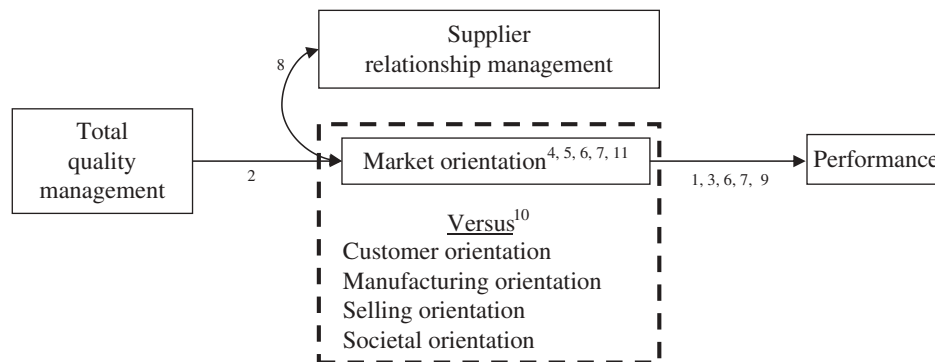 Supplier
relationship management
8
Total
quality
management
2
Market orientation4, 5, 6, 7, 11
1, 3, 6, 7, 9
Performance
Versus10
Customer orientation
Manufacturing orientation
Selling orientation
Societal orientation